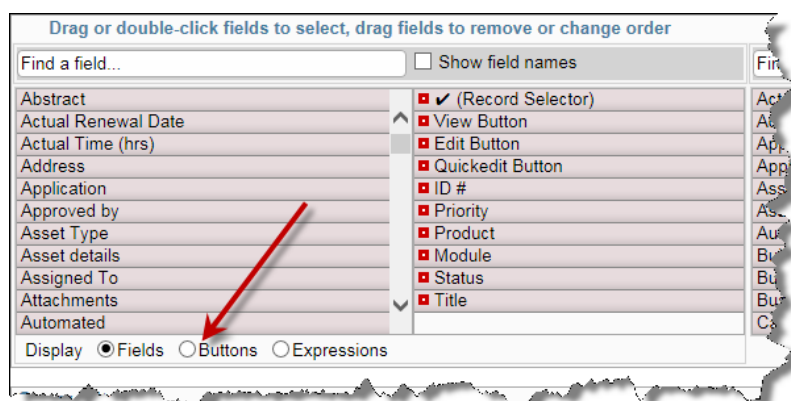 Drag or double-click fields to select, drag fields to remove or change order
Find a field... Show field names
Abstract
Actual Renewal Date
Actual Time (hrs)
Address
Application
Approved by
Asset Type
Asset details
Assigned To
Attachments
Automated
✔ (Record Selector)
View Button
Edit Button
Quickedit Button
ID #
Priority
Product
Module
Status
Title
Display Fields Buttons Expressions